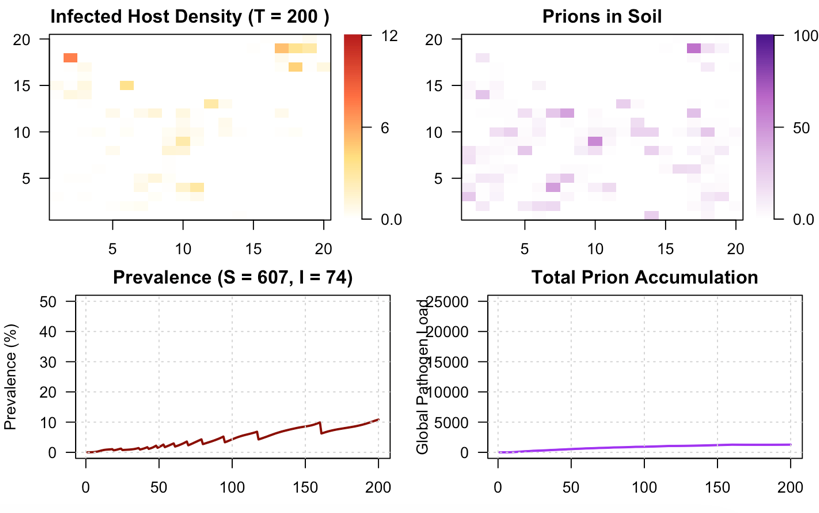 Infected Host Density (T = 200 )
20
15
10
5
5 10 15 20
12
6
0.0
Prions in Soil
20
15
10
5
5 10 15 20
100
50
0.0
Prevalence (S = 607, I = 74)
Prevalence (%)
50
40
30
20
10
0
0 50 100 150 200
Total Prion Accumulation
Global Pathogen Load
25000
20000
15000
10000
5000
0
0 50 100 150 200